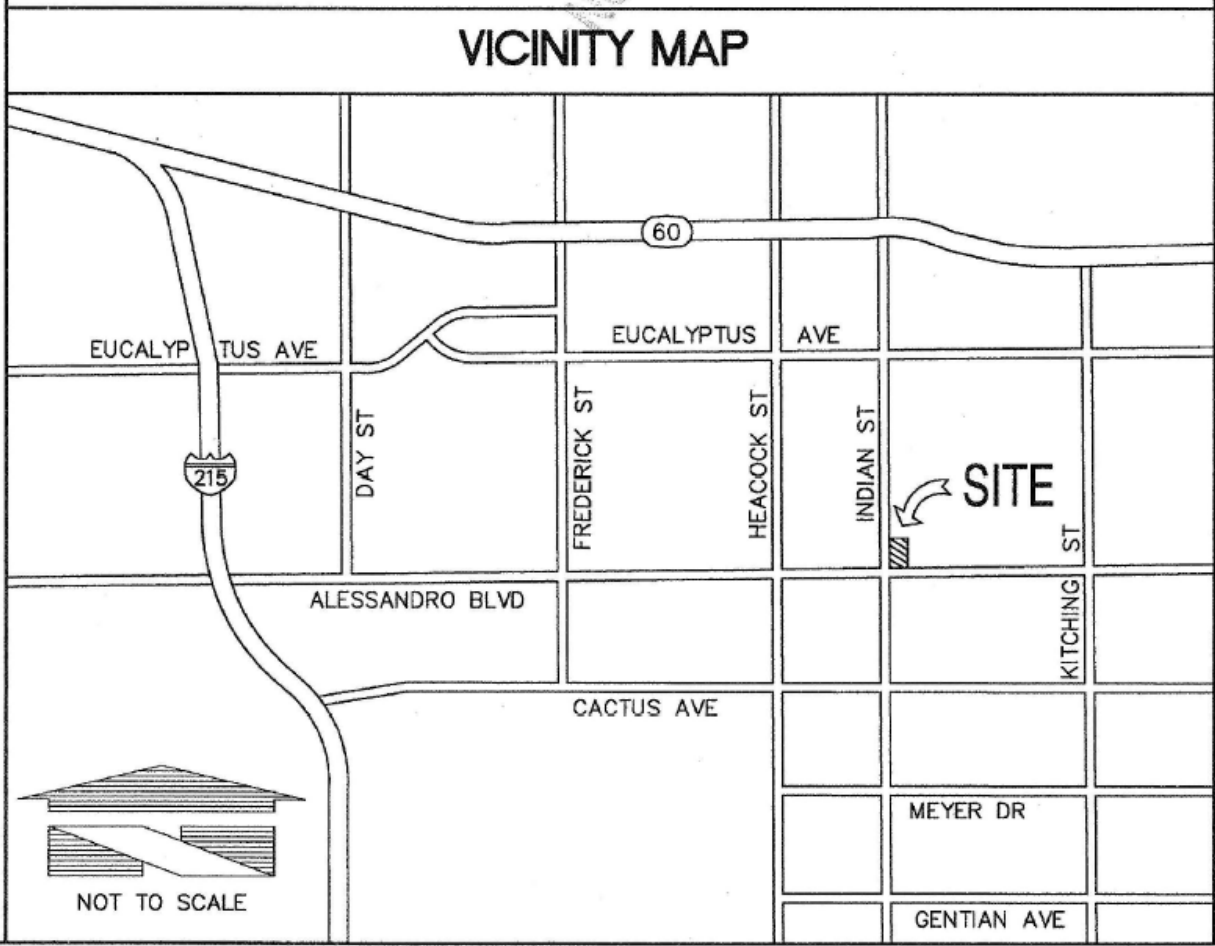 VICINITY MAP
60
EUCALYPTUS AVE
EUCALYPTUS AVE
DAY ST
FREDERICK ST
HEACOCK ST
INDIAN ST
215
SITE
KITCHING ST
ALESSANDRO BLVD
CACTUS AVE
MEYER DR
NOT TO SCALE
GENTIAN AVE